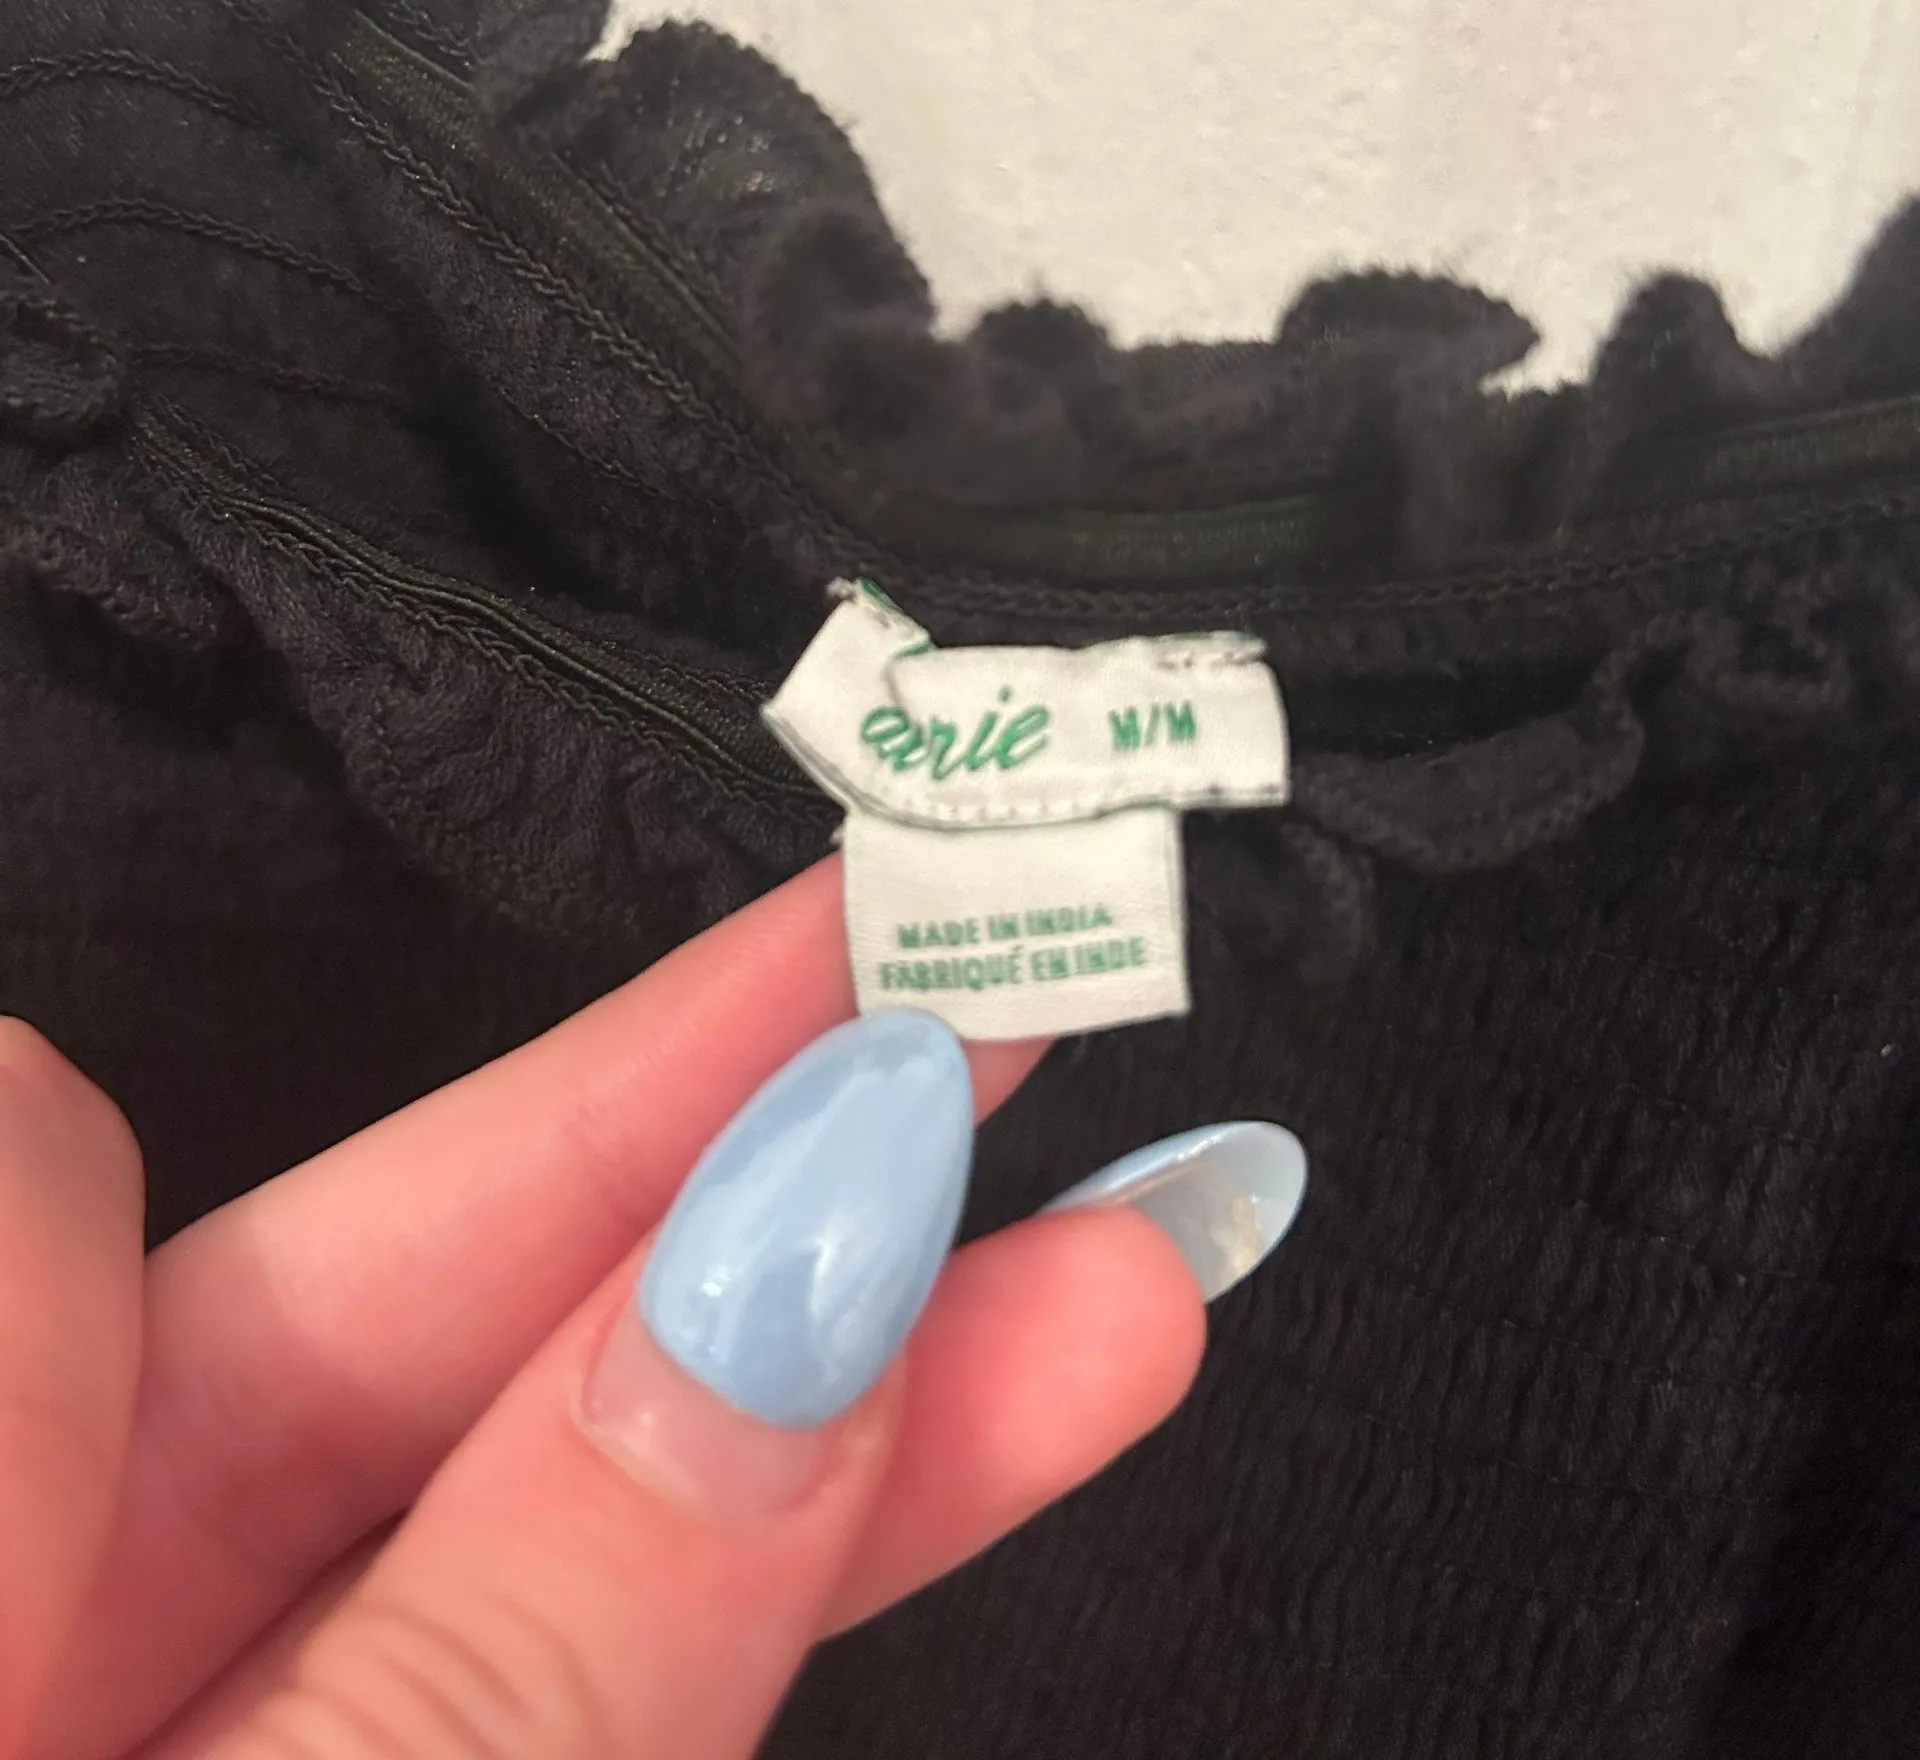 aerie M/M
MADE IN INDIA
FABRIQUÉ EN INDE